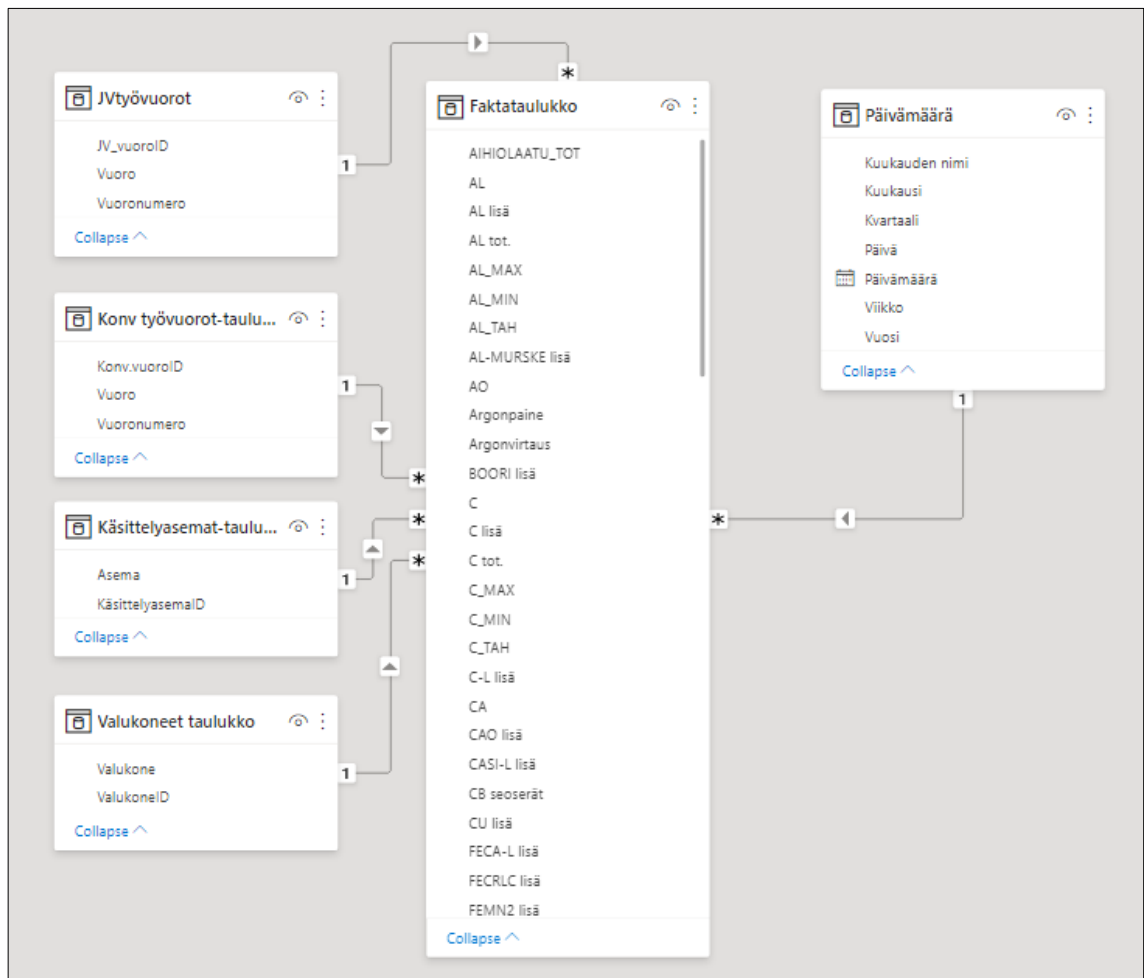 JVtyövuorot
JV_vuoroID
Vuoro
Vuoronumero
Collapse
1
*
Konv työvuorot-taulu...
Konv.vuoroID
Vuoro
Vuoronumero
Collapse
1
*
Käsittelyasemat-taulu...
Asema
KäsittelyasemaID
Collapse
1
*
Valukoneet taulukko
Valukone
ValukoneID
Collapse
1
*
Faktataulukko
AIHIOLAATU_TOT
AL
AL lisä
AL tot.
AL_MAX
AL_MIN
AL_TAH
AL-MURSKE lisä
AO
Argonpaine
Argonvirtaus
BOORI lisä
C
C lisä
C tot.
C_MAX
C_MIN
C_TAH
C-L lisä
CA
CAO lisä
CASI-L lisä
CB seoserät
CU lisä
FECA-L lisä
FECRLC lisä
FEMN2 lisä
Collapse
*
Päivämäärä
Kuukauden nimi
Kuukausi
Kvartaali
Päivä
Päivämäärä
Viikko
Vuosi
Collapse
1